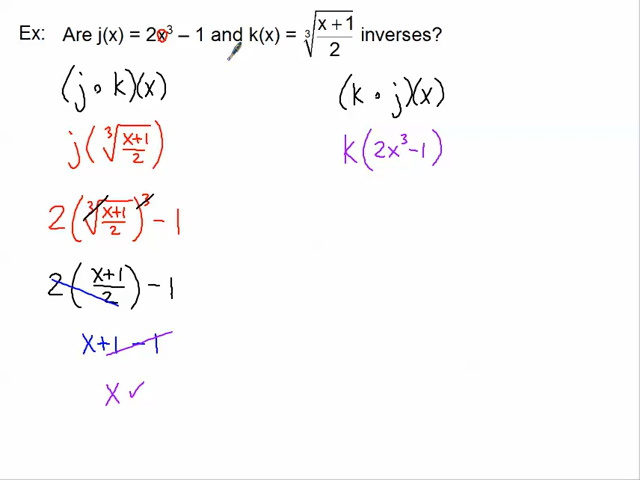 Ex: Are j(x) = 2x³ – 1 and k(x) = ∛((x + 1)/2) inverses?
(j ∘ k)(x)
j(∛((x+1)/2))
2(∛((x+1)/2))³ – 1
2((x+1)/2) – 1
x+1 – 1
x ✓
(k ∘ j)(x)
k(2x³-1)